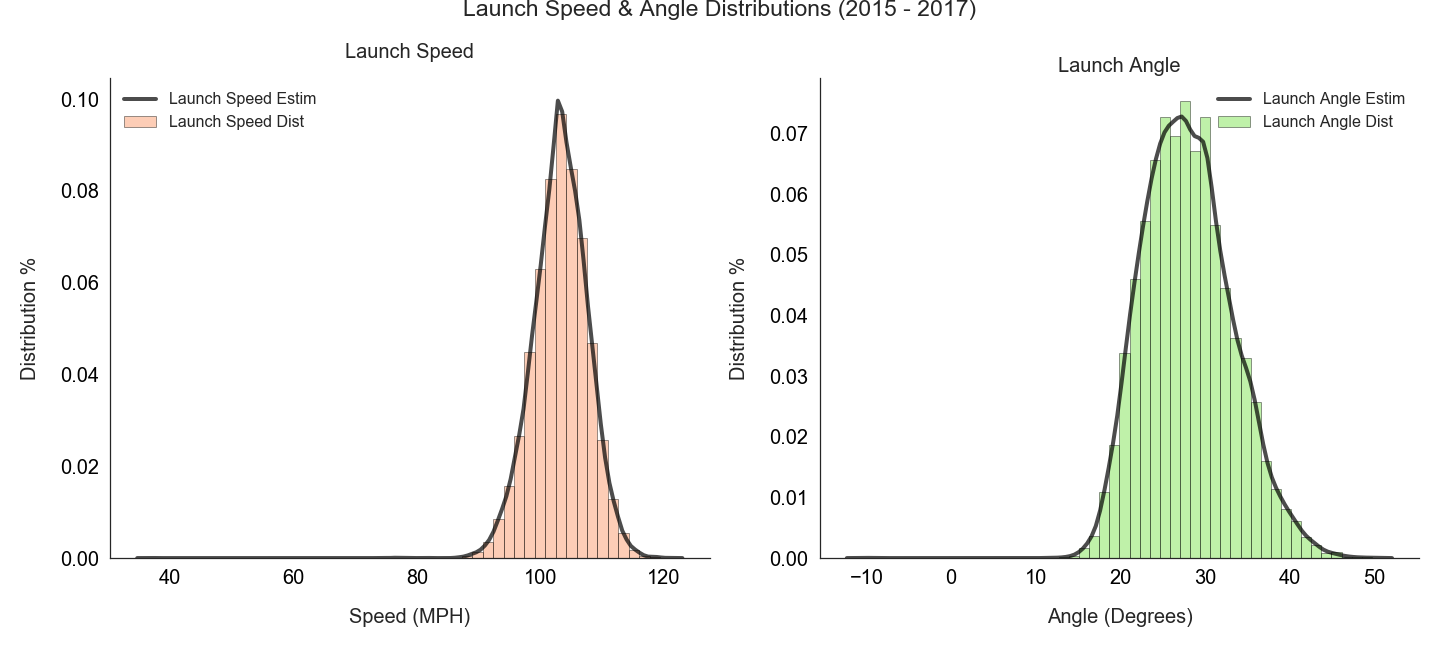 Launch Speed & Angle Distributions (2015 - 2017)
Launch Speed
Launch Speed Estim
Launch Speed Dist
Distribution %
0.10
0.08
0.06
0.04
0.02
0.00
40 60 80 100 120
Speed (MPH)
Launch Angle
Launch Angle Estim
Launch Angle Dist
Distribution %
0.07
0.06
0.05
0.04
0.03
0.02
0.01
0.00
−10 0 10 20 30 40 50
Angle (Degrees)